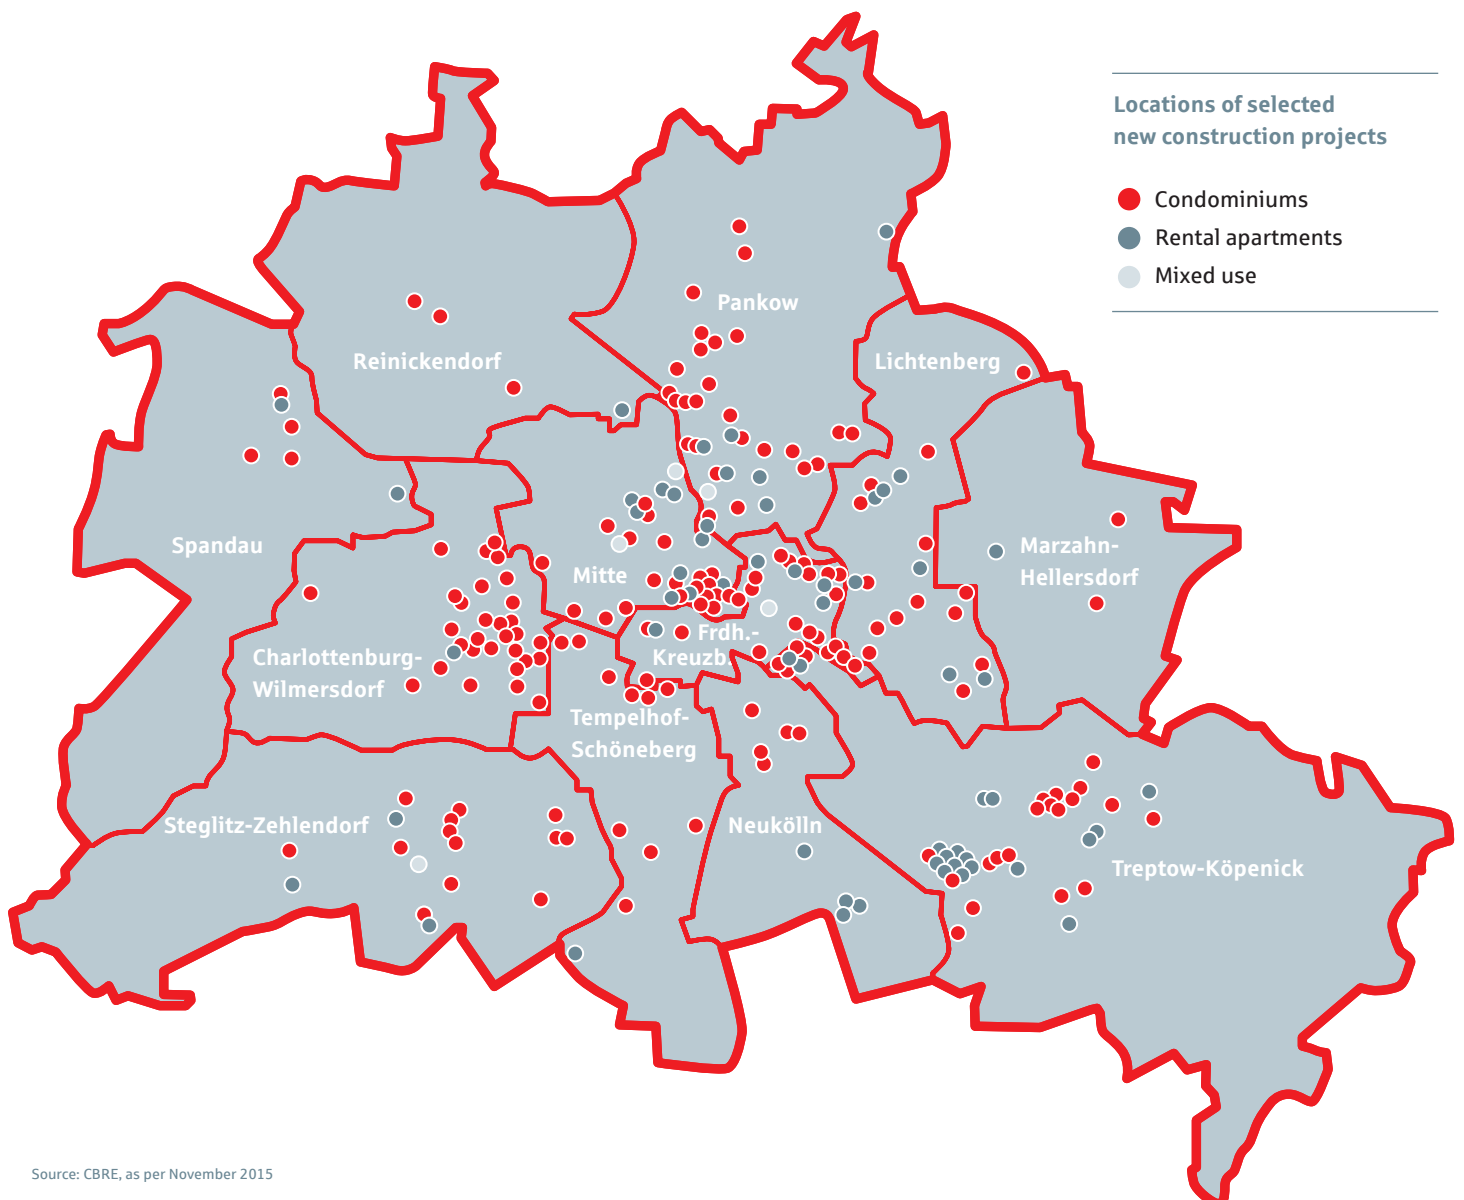 Locations of selected
new construction projects
Condominiums
Rental apartments
Mixed use
Pankow
Lichtenberg
Reinickendorf
Spandau
Marzahn-
Hellersdorf
Mitte
Frdh.-
Kreuzb.
Charlottenburg-
Wilmersdorf
Tempelhof-
Schöneberg
Steglitz-Zehlendorf
Neukölln
Treptow-Köpenick
Source: CBRE, as per November 2015